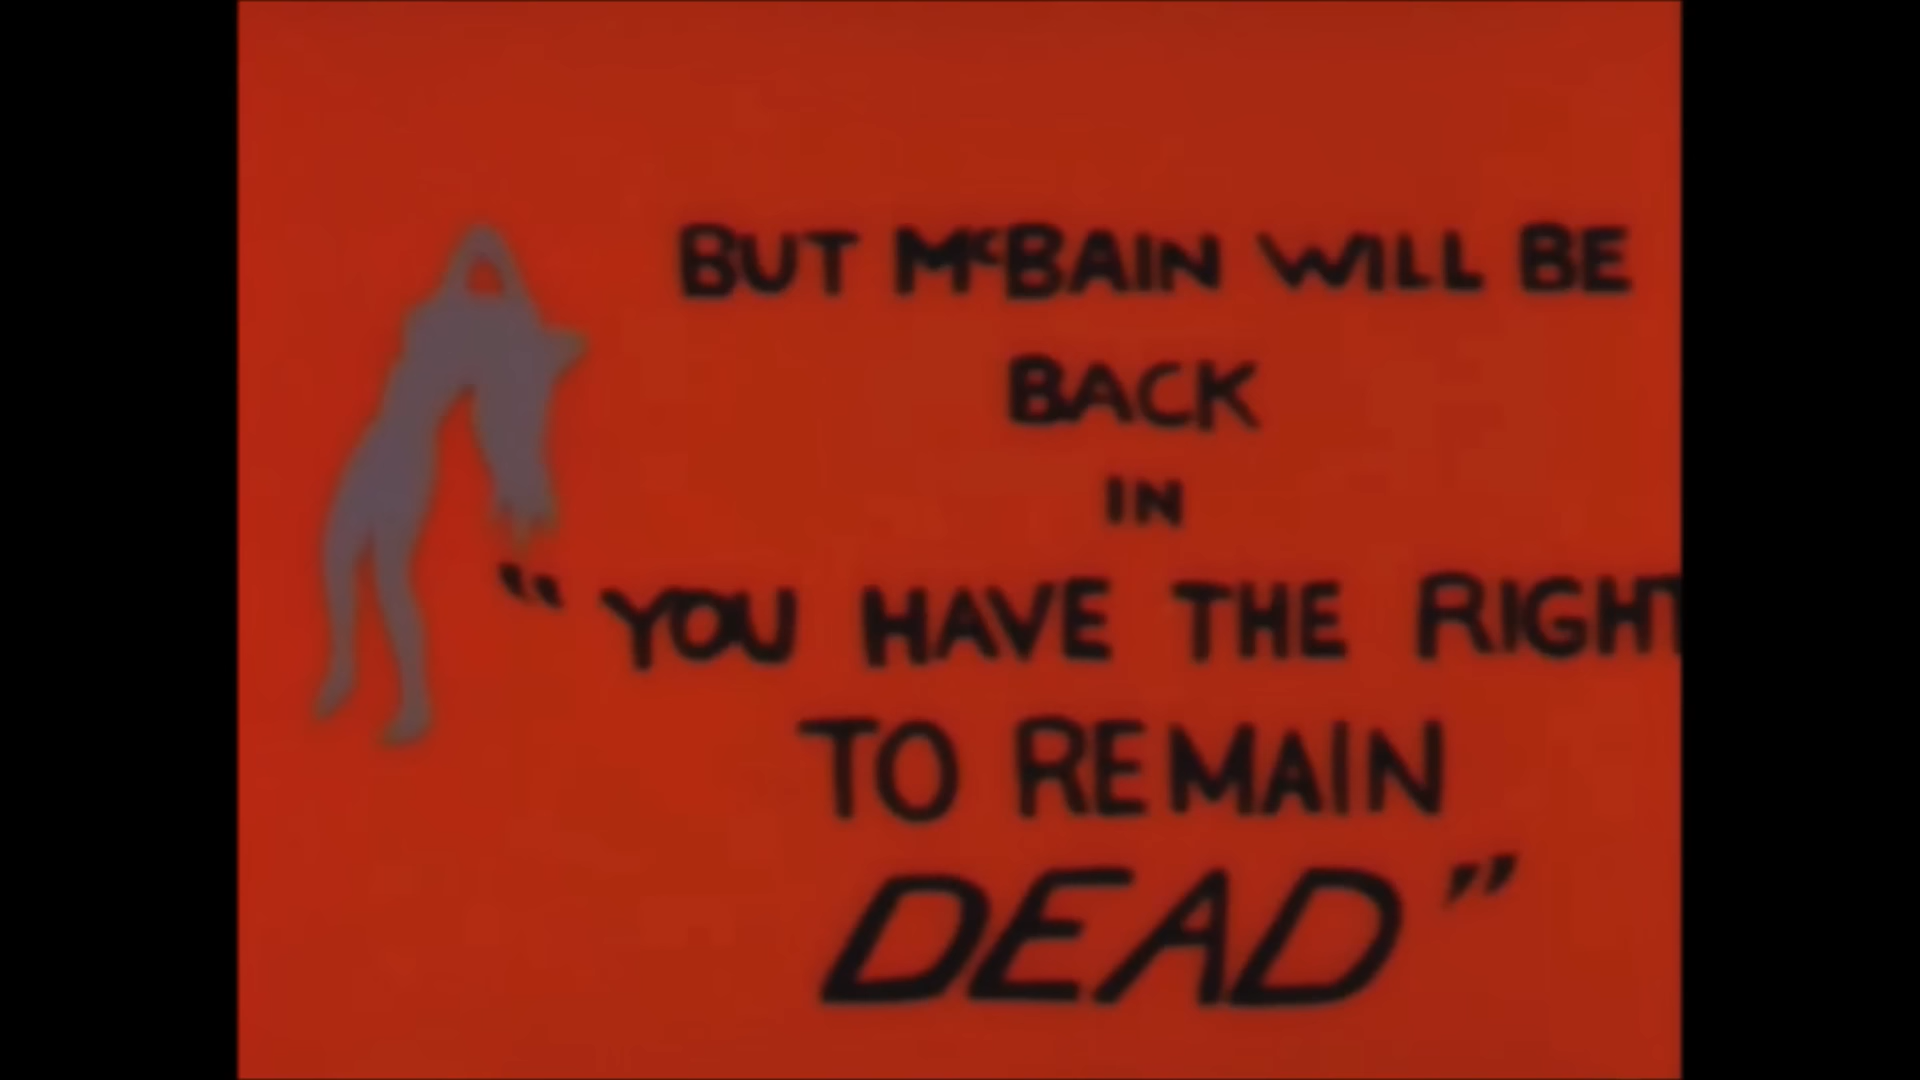 BUT McBAIN WILL BE
BACK
IN
“YOU HAVE THE RIGHT
TO REMAIN
DEAD”